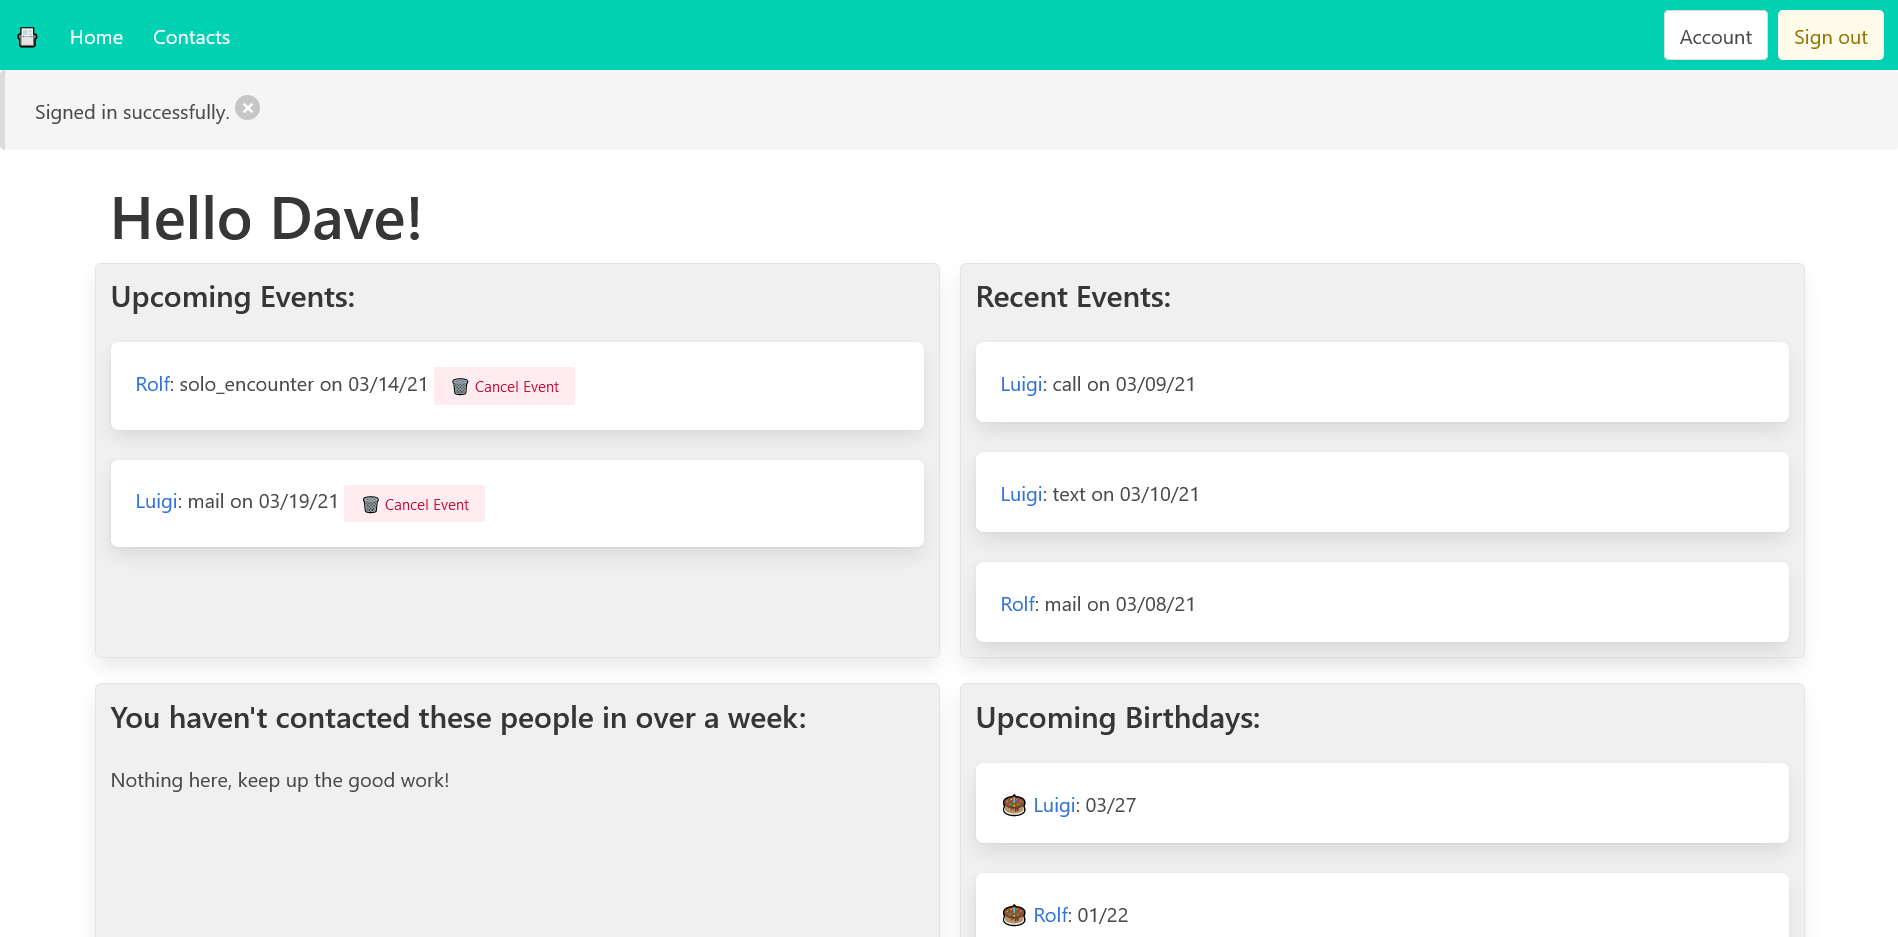 Home Contacts Account Sign out
Signed in successfully.
Hello Dave!
Upcoming Events:
Rolf: solo_encounter on 03/14/21 Cancel Event
Luigi: mail on 03/19/21 Cancel Event
Recent Events:
Luigi: call on 03/09/21
Luigi: text on 03/10/21
Rolf: mail on 03/08/21
You haven't contacted these people in over a week:
Nothing here, keep up the good work!
Upcoming Birthdays:
Luigi: 03/27
Rolf: 01/22